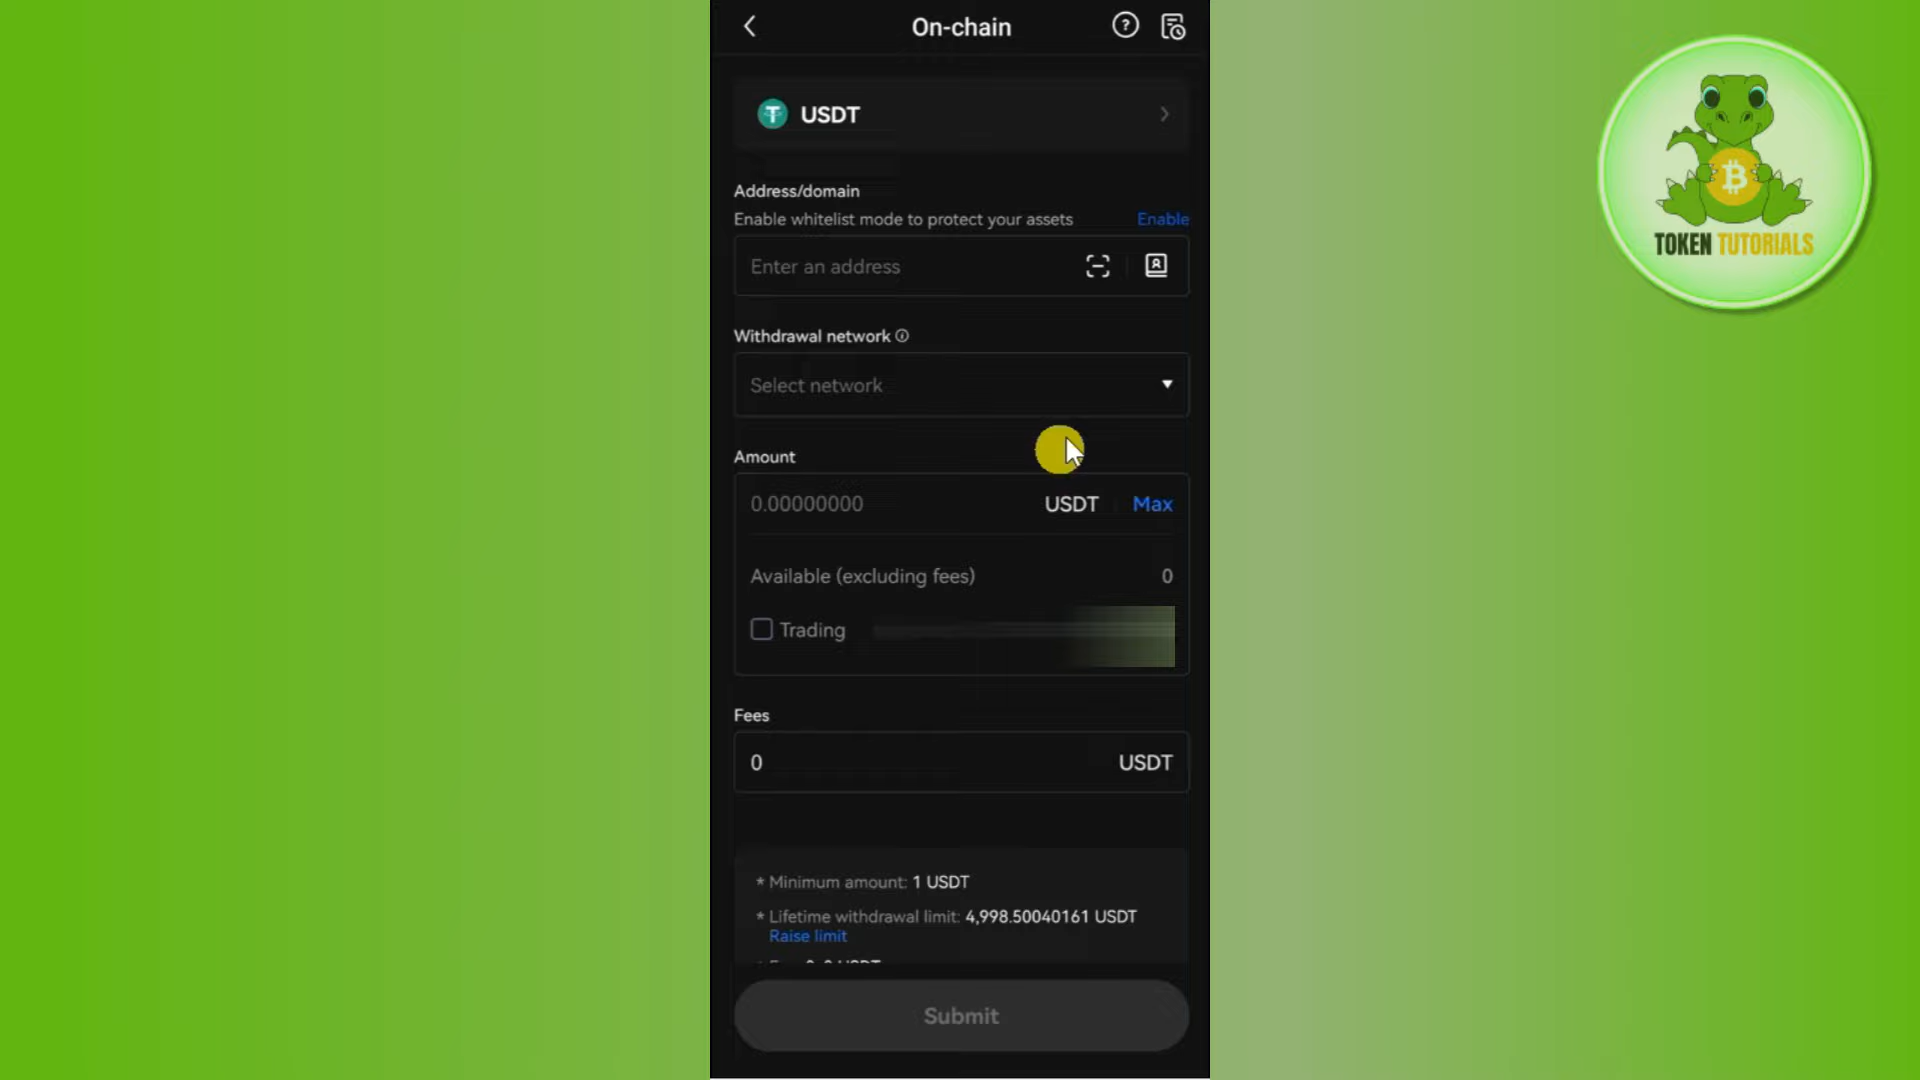 On-chain
USDT
Address/domain
Enable whitelist mode to protect your assets Enable
Enter an address
Withdrawal network
Select network
Amount
0.00000000 USDT Max
Available (excluding fees) 0
Trading
Fees
0 USDT
* Minimum amount: 1 USDT
* Lifetime withdrawal limit: 4,998.50040161 USDT
Raise limit
Submit
TOKEN TUTORIALS